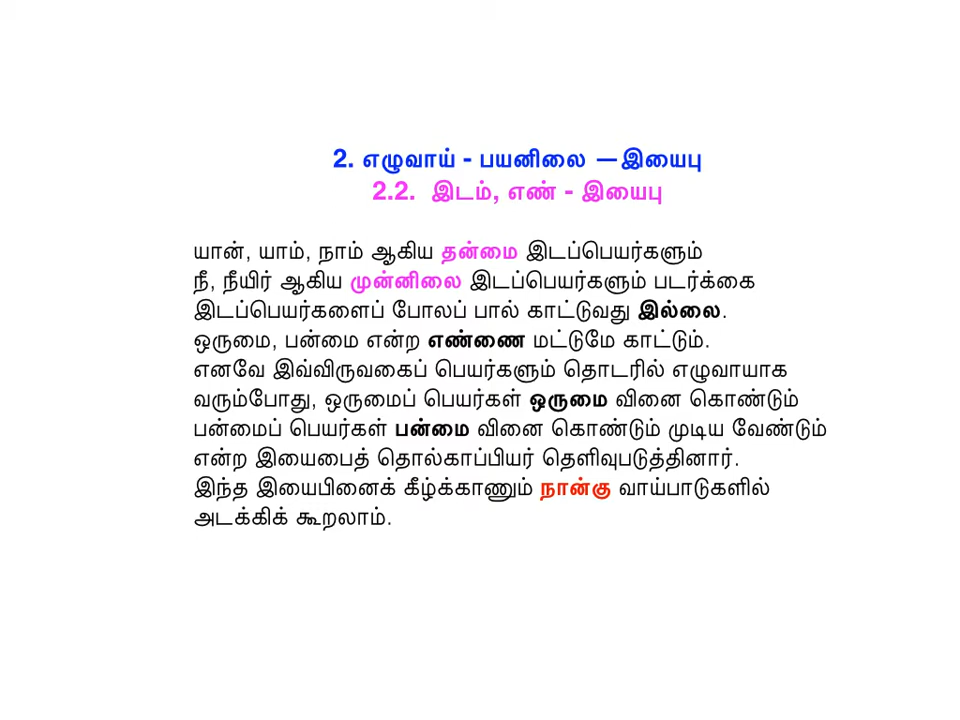 2. எழுவாய் - பயனிலை —இயைபு
2.2. இடம், எண் - இயைபு
யான், யாம், நாம் ஆகிய தன்மை இடப்பெயர்களும்
நீ, நீயிர் ஆகிய முன்னிலை இடப்பெயர்களும் படர்க்கை
இடப்பெயர்களைப் போலப் பால் காட்டுவது இல்லை.
ஒருமை, பன்மை என்ற எண்ணை மட்டுமே காட்டும்.
எனவே இவ்விருவகைப் பெயர்களும் தொடரில் எழுவாயாக
வரும்போது, ஒருமைப் பெயர்கள் ஒருமை வினை கொண்டும்
பன்மைப் பெயர்கள் பன்மை வினை கொண்டும் முடிய வேண்டும்
என்ற இயைபைத் தொல்காப்பியர் தெளிவுபடுத்தினார்.
இந்த இயைபினைக் கீழ்க்காணும் நான்கு வாய்பாடுகளில்
அடக்கிக் கூறலாம்.